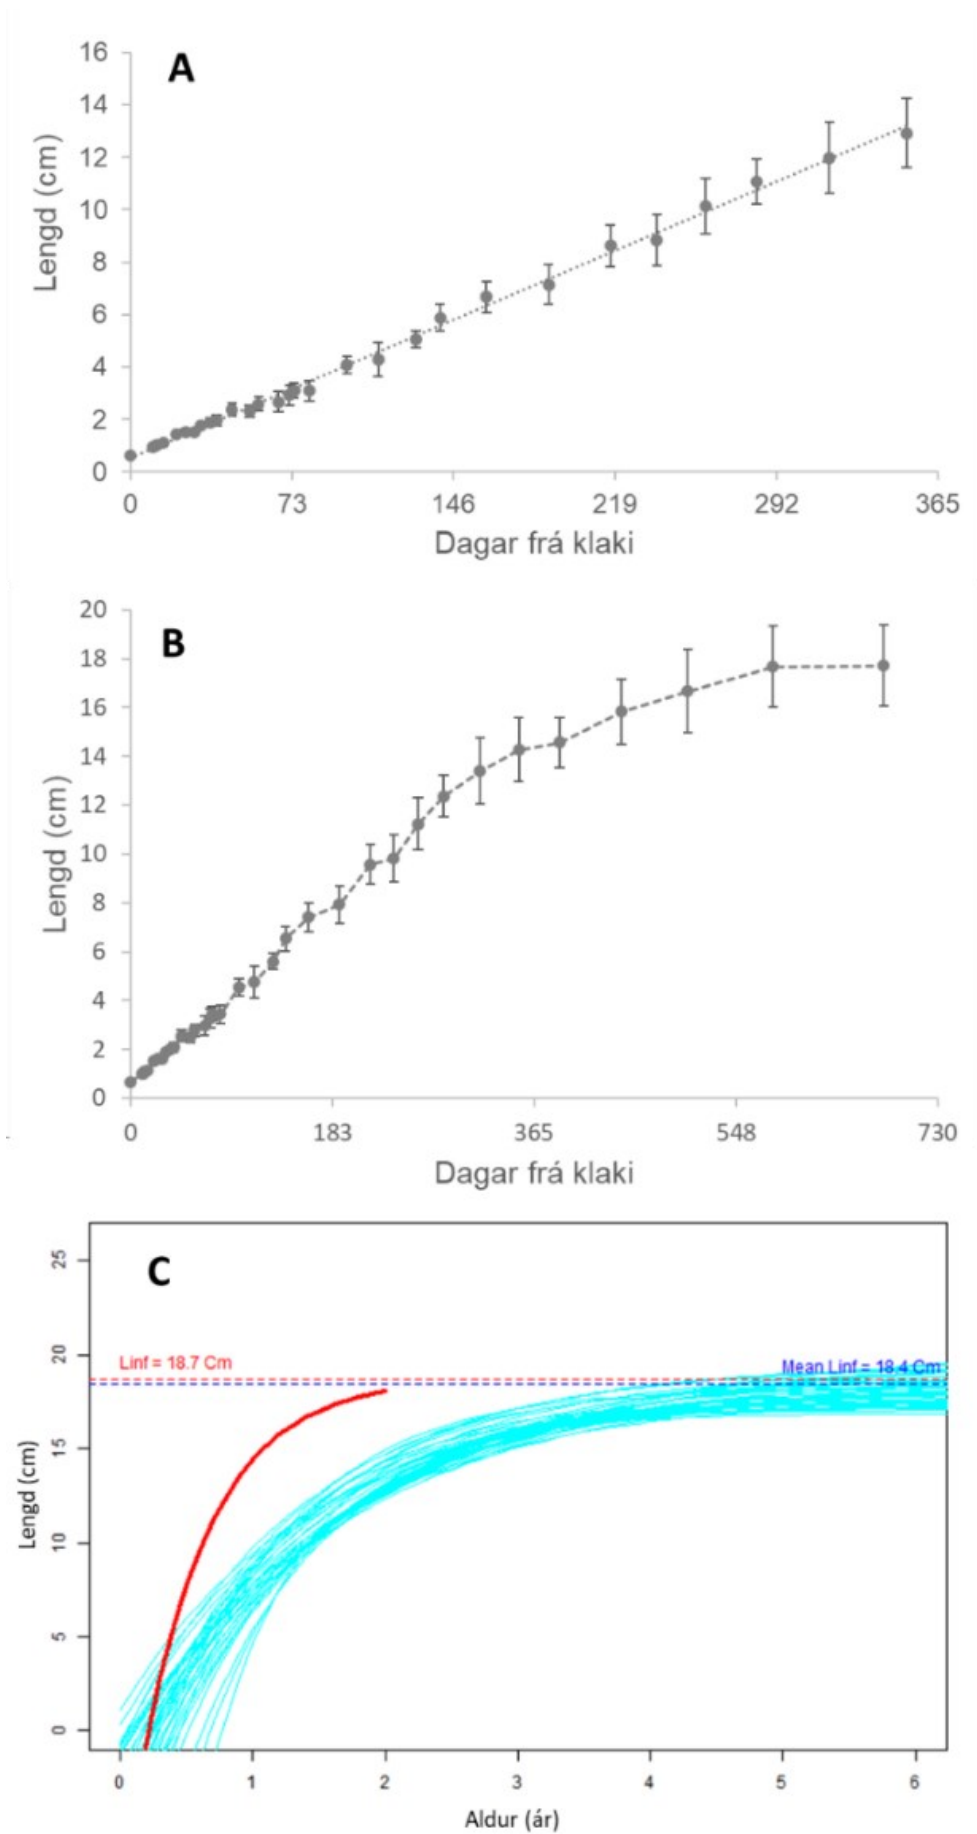 A
16
14
12
10
8
6
4
2
0
Lengd (cm)
0 73 146 219 292 365
Dagar frá klaki
B
20
18
16
14
12
10
8
6
4
2
0
Lengd (cm)
0 183 365 548 730
Dagar frá klaki
C
25
20
15
10
5
0
Lengd (cm)
Linf = 18.7 Cm
Mean Linf = 18.4 Cm
0 1 2 3 4 5 6
Aldur (ár)